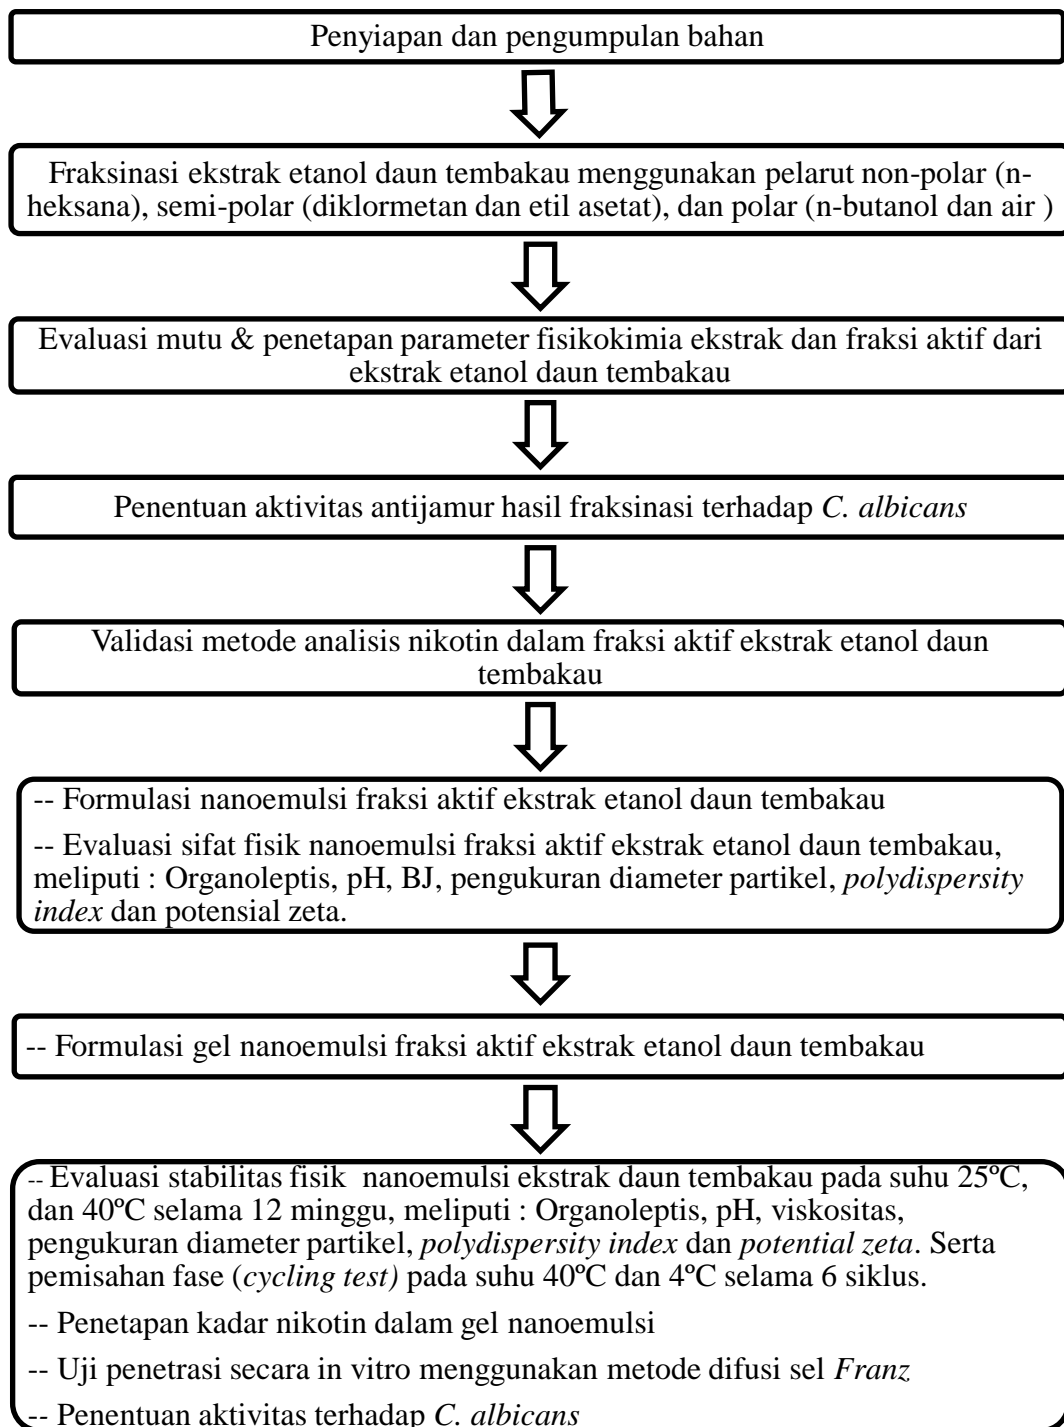 Penyiapan dan pengumpulan bahan
Fraksinasi ekstrak etanol daun tembakau menggunakan pelarut non-polar (n-
heksana), semi-polar (diklormetan dan etil asetat), dan polar (n-butanol dan air )
Evaluasi mutu & penetapan parameter fisikokimia ekstrak dan fraksi aktif dari
ekstrak etanol daun tembakau
Penentuan aktivitas antijamur hasil fraksinasi terhadap C. albicans
Validasi metode analisis nikotin dalam fraksi aktif ekstrak etanol daun
tembakau
-- Formulasi nanoemulsi fraksi aktif ekstrak etanol daun tembakau
-- Evaluasi sifat fisik nanoemulsi fraksi aktif ekstrak etanol daun tembakau,
meliputi : Organoleptis, pH, BJ, pengukuran diameter partikel, polydispersity
index dan potensial zeta.
-- Formulasi gel nanoemulsi fraksi aktif ekstrak etanol daun tembakau
-- Evaluasi stabilitas fisik nanoemulsi ekstrak daun tembakau pada suhu 25ºC,
dan 40ºC selama 12 minggu, meliputi : Organoleptis, pH, viskositas,
pengukuran diameter partikel, polydispersity index dan potential zeta. Serta
pemisahan fase (cycling test) pada suhu 40ºC dan 4ºC selama 6 siklus.
-- Penetapan kadar nikotin dalam gel nanoemulsi
-- Uji penetrasi secara in vitro menggunakan metode difusi sel Franz
-- Penentuan aktivitas terhadap C. albicans